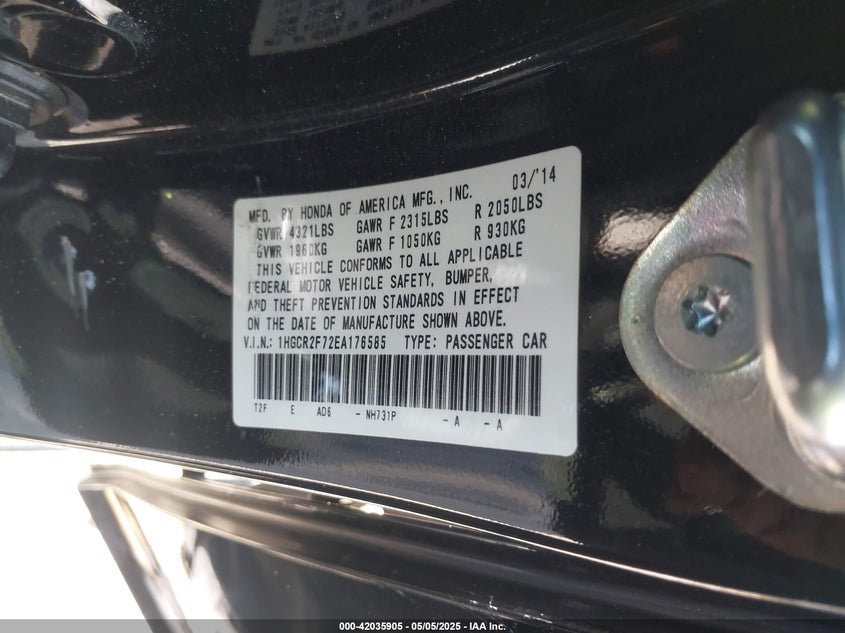 MFD. BY HONDA OF AMERICA MFG., INC. 03/'14
GVWR 4321LBS GAWR F 2315LBS R 2050LBS
GVWR 1960KG GAWR F 1050KG R 930KG
THIS VEHICLE CONFORMS TO ALL APPLICABLE
FEDERAL MOTOR VEHICLE SAFETY, BUMPER,
AND THEFT PREVENTION STANDARDS IN EFFECT
ON THE DATE OF MANUFACTURE SHOWN ABOVE.
V.I.N.: 1HGCR2F72EA176585 TYPE: PASSENGER CAR
T2F E AD6 - NH731P - A - A
000-42035905 - 05/05/2025 - IAA Inc.